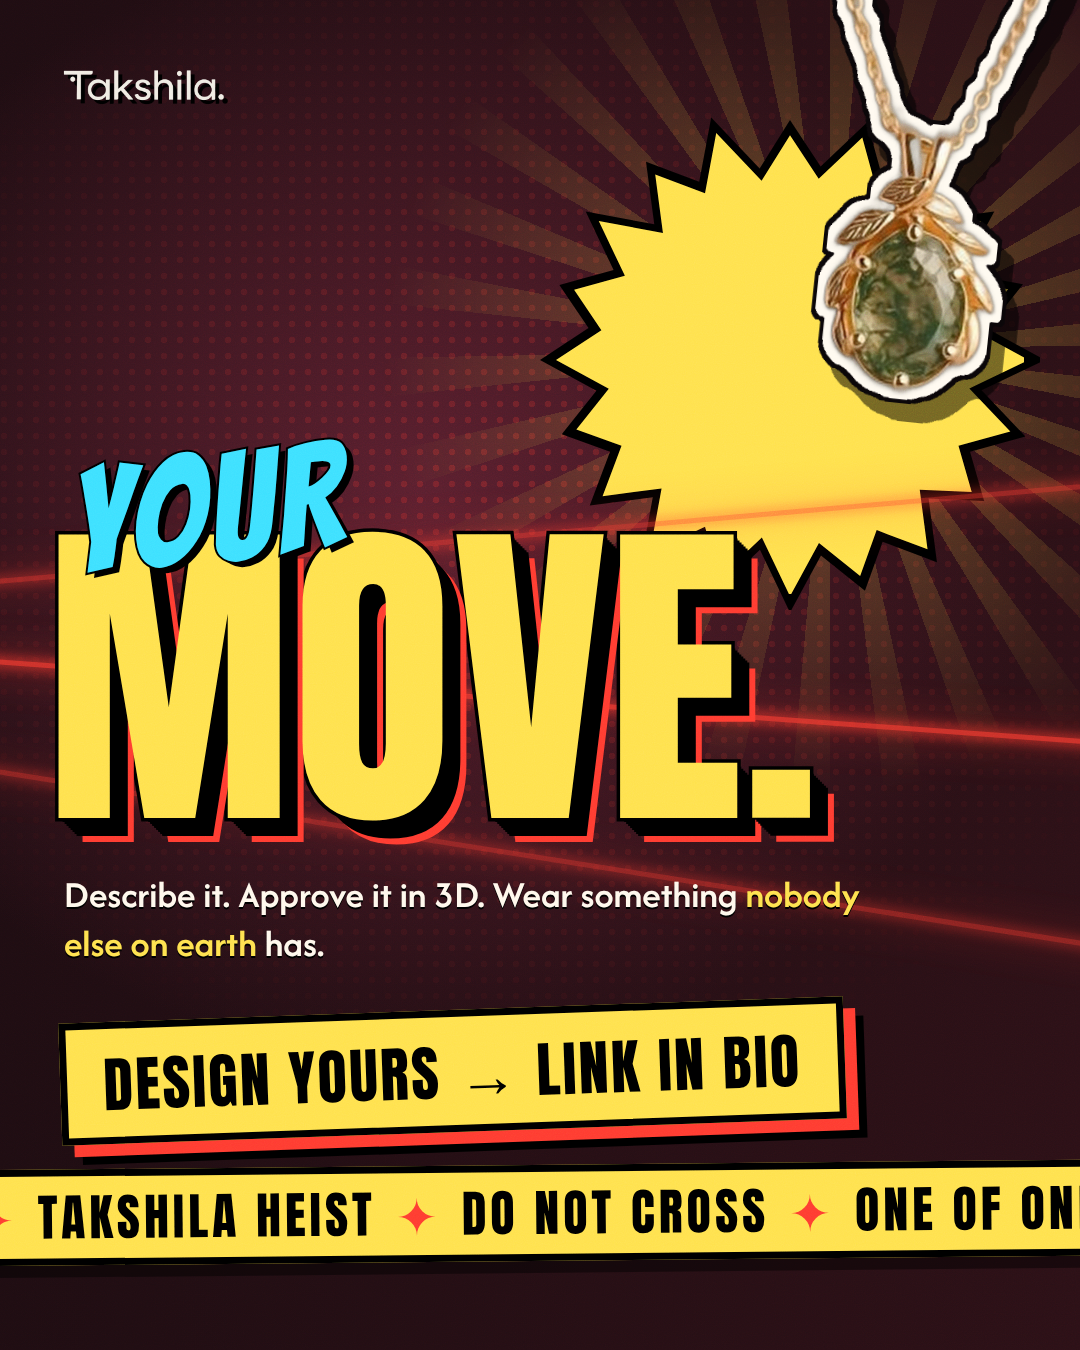 Takshila.
YOUR
MOVE.
Describe it. Approve it in 3D. Wear something nobody
else on earth has.
DESIGN YOURS → LINK IN BIO
✦ TAKSHILA HEIST ✦ DO NOT CROSS ✦ ONE OF